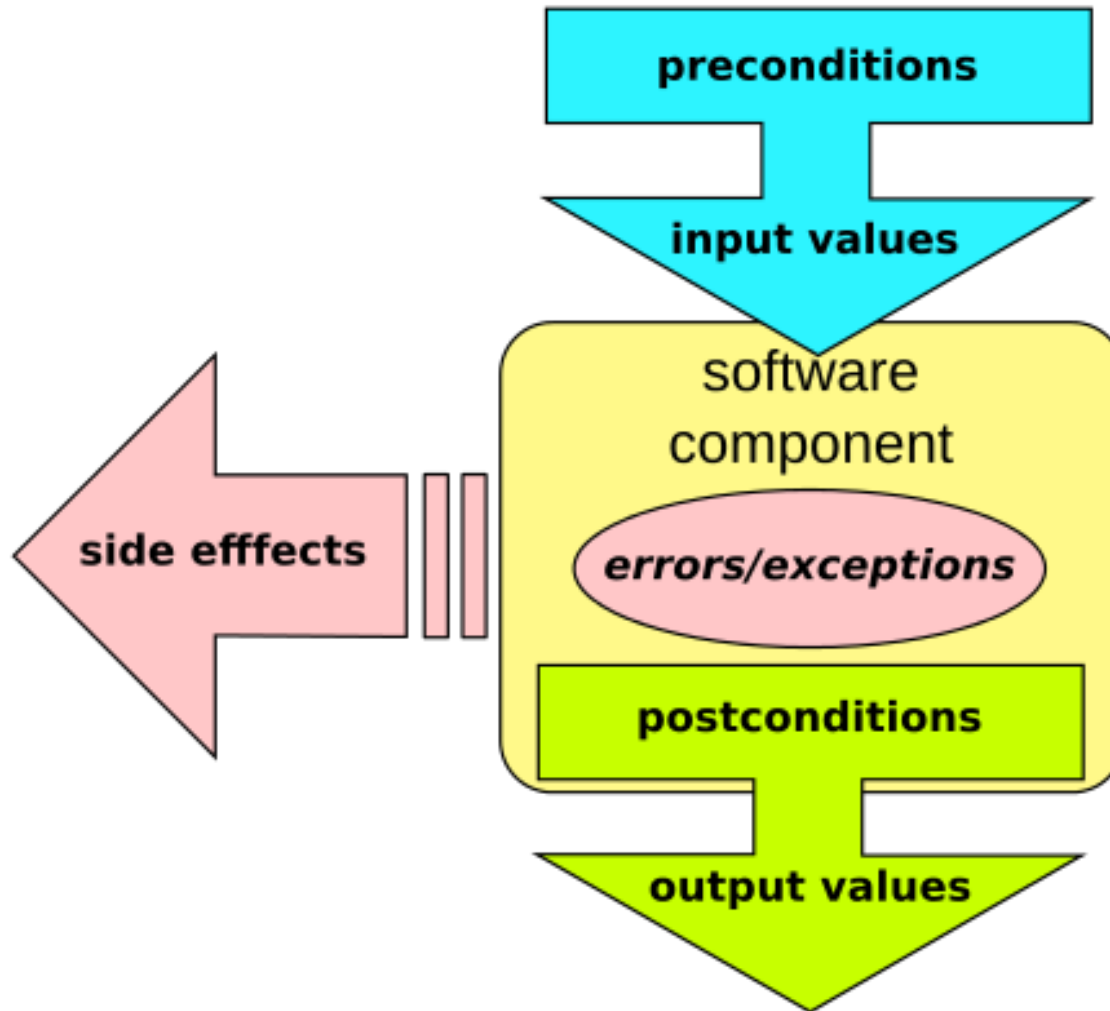 preconditions
input values
software
component
side efffects
errors/exceptions
postconditions
output values